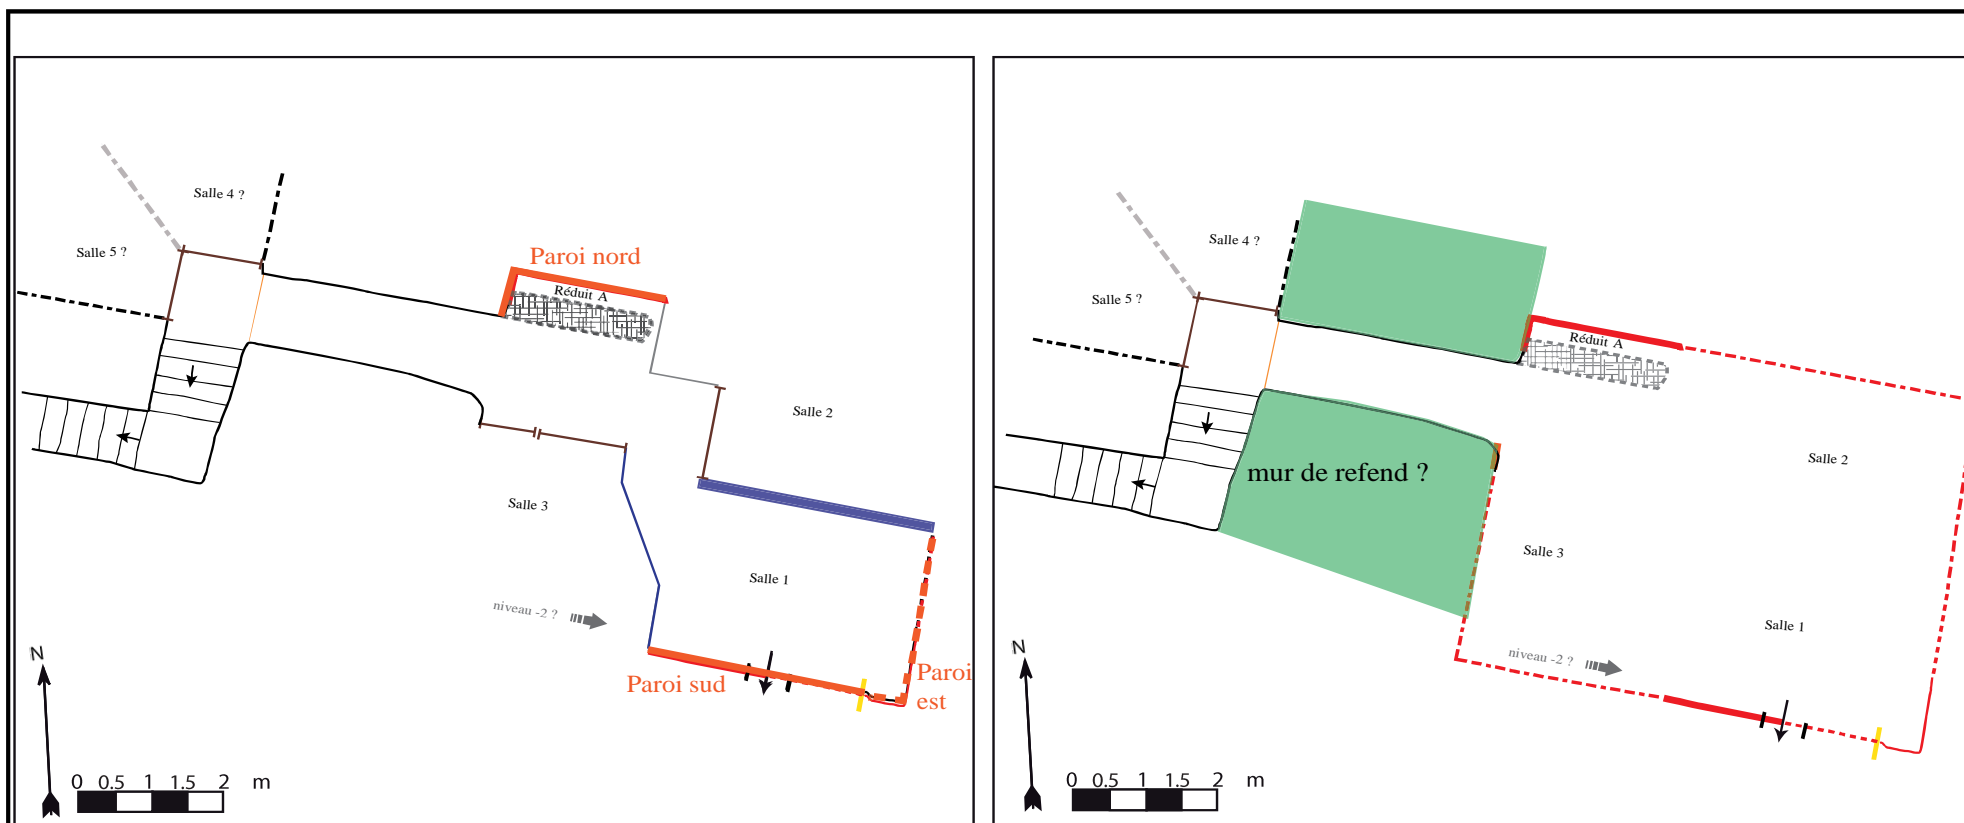 Salle 4 ?
Salle 5 ?
Paroi nord
Réduit A
Salle 2
Salle 3
Salle 1
niveau -2 ?
Paroi sud
Paroi
est
N
0 0.5 1 1.5 2 m
Salle 4 ?
Salle 5 ?
Réduit A
Salle 2
mur de refend ?
Salle 3
Salle 1
niveau -2 ?
N
0 0.5 1 1.5 2 m